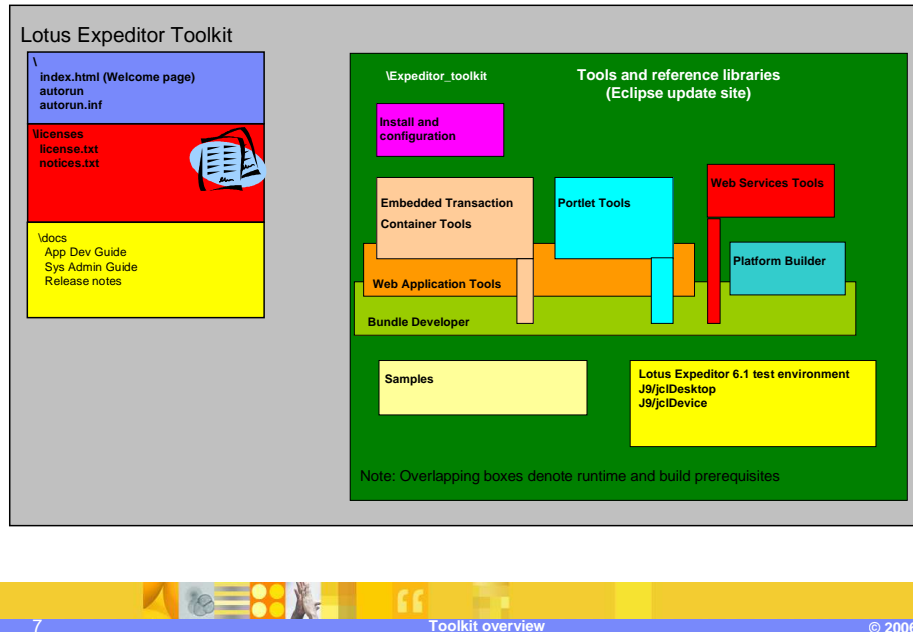 Lotus Expeditor Toolkit
\
index.html (Welcome page)
autorun
autorun.inf
\licenses
license.txt
notices.txt
\docs
App Dev Guide
Sys Admin Guide
Release notes
\Expeditor_toolkit
Tools and reference libraries
(Eclipse update site)
Install and
configuration
Embedded Transaction
Container Tools
Portlet Tools
Web Services Tools
Platform Builder
Web Application Tools
Bundle Developer
Samples
Lotus Expeditor 6.1 test environment
J9/jclDesktop
J9/jclDevice
Note: Overlapping boxes denote runtime and build prerequisites
7
Toolkit overview
© 2006